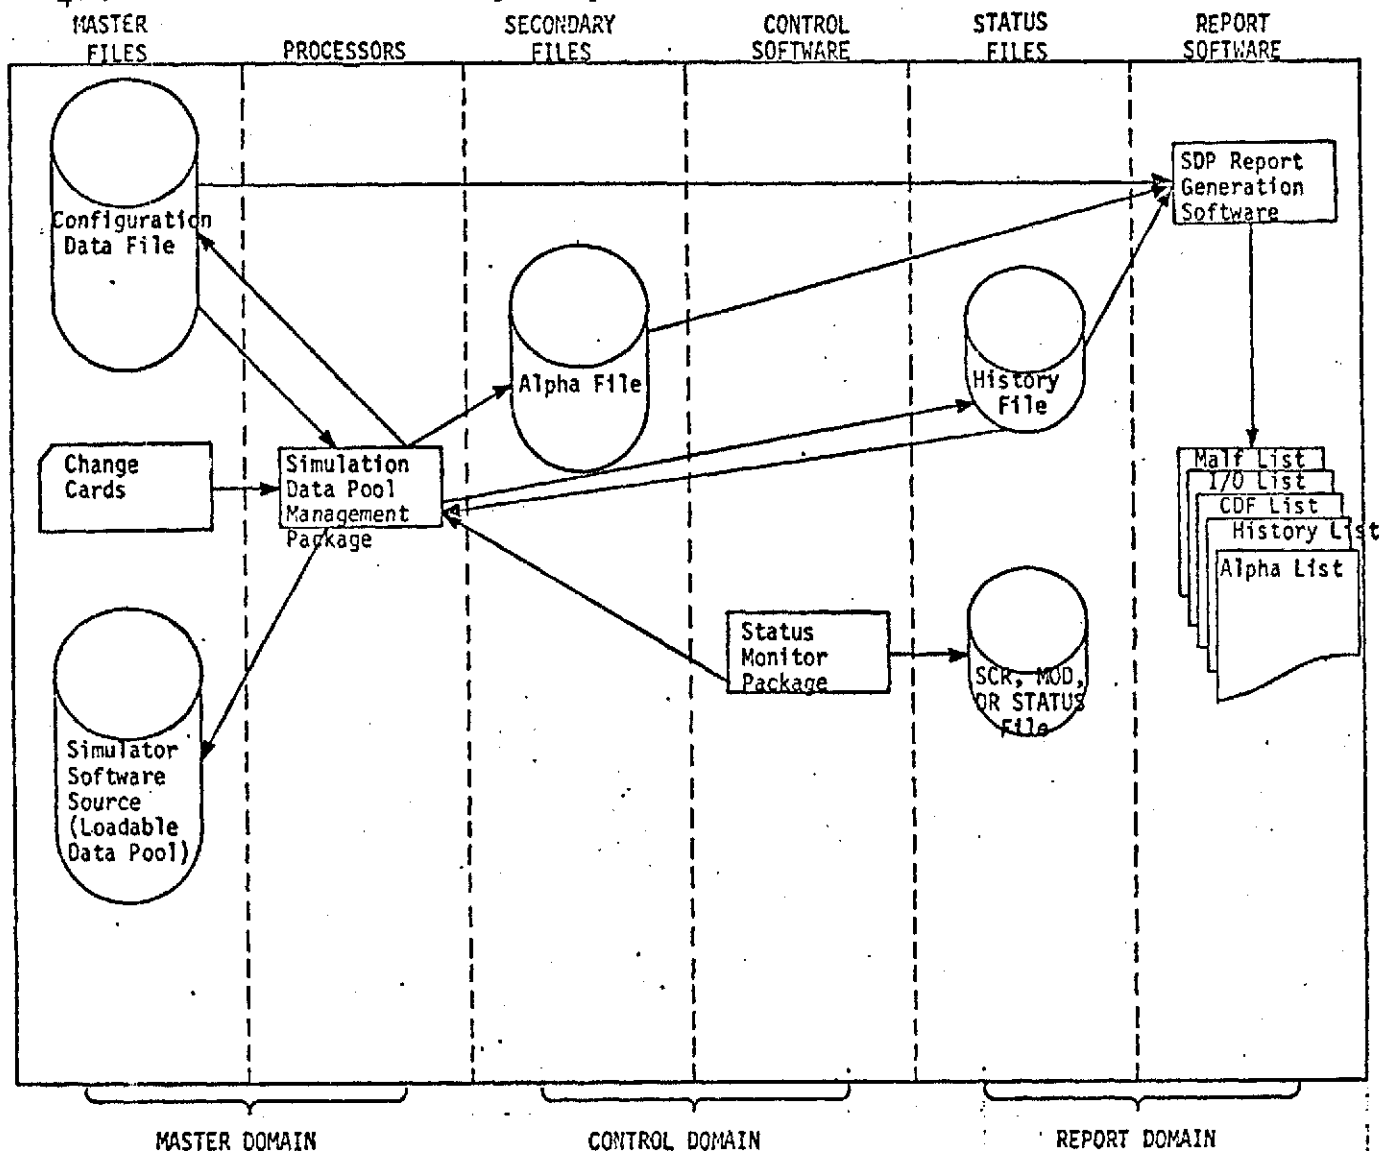 MASTER
FILES
PROCESSORS
SECONDARY
FILES
CONTROL
SOFTWARE
STATUS
FILES
REPORT
SOFTWARE
Configuration
Data File
Change
Cards
Simulator
Software
Source
(Loadable
Data Pool)
Simulation
Data Pool
Management
Package
Alpha File
Status
Monitor
Package
History
File
SCR, MOD,
OR STATUS
File
SDP Report
Generation
Software
Malf List
I/O List
CDF List
History List
Alpha List
MASTER DOMAIN
CONTROL DOMAIN
REPORT DOMAIN